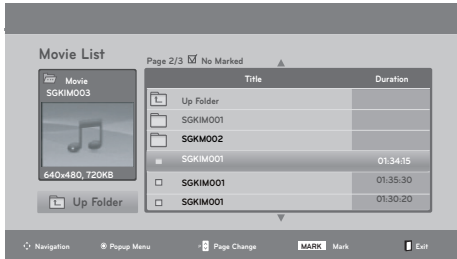 Movie List
Page 2/3 ☑ No Marked
Movie
SGKIM003
640x480, 720KB
Up Folder
Title Duration
Up Folder
SGKIM001
SGKM002
SGKIM001 01:34:15
SGKIM001 01:35:30
SGKIM001 01:30:20
Navigation Popup Menu Page Change MARK Mark Exit